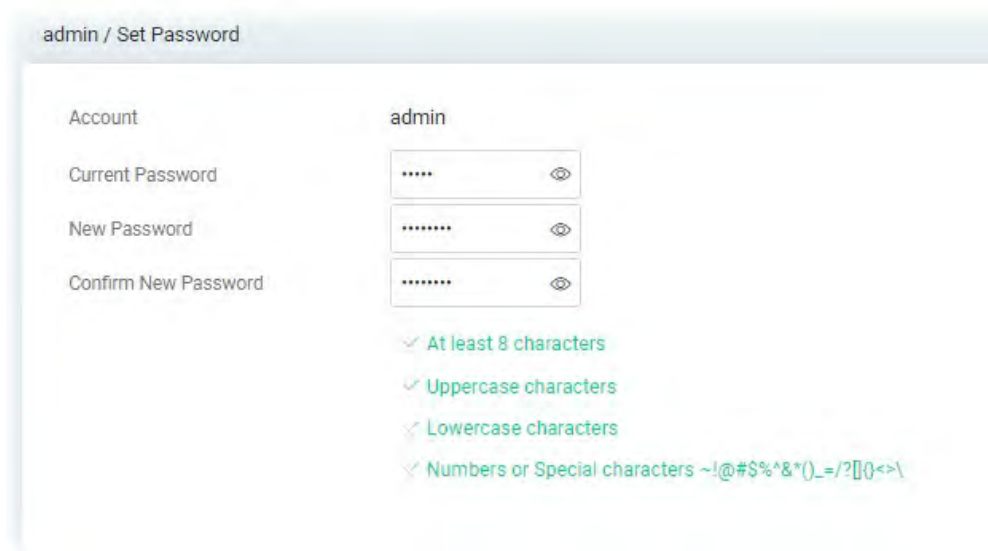 admin / Set Password
Account admin
Current Password •••••
New Password ••••••••
Confirm New Password ••••••••
At least 8 characters
Uppercase characters
Lowercase characters
Numbers or Special characters ~!@#$%^&*()_=/?[]{}<>\